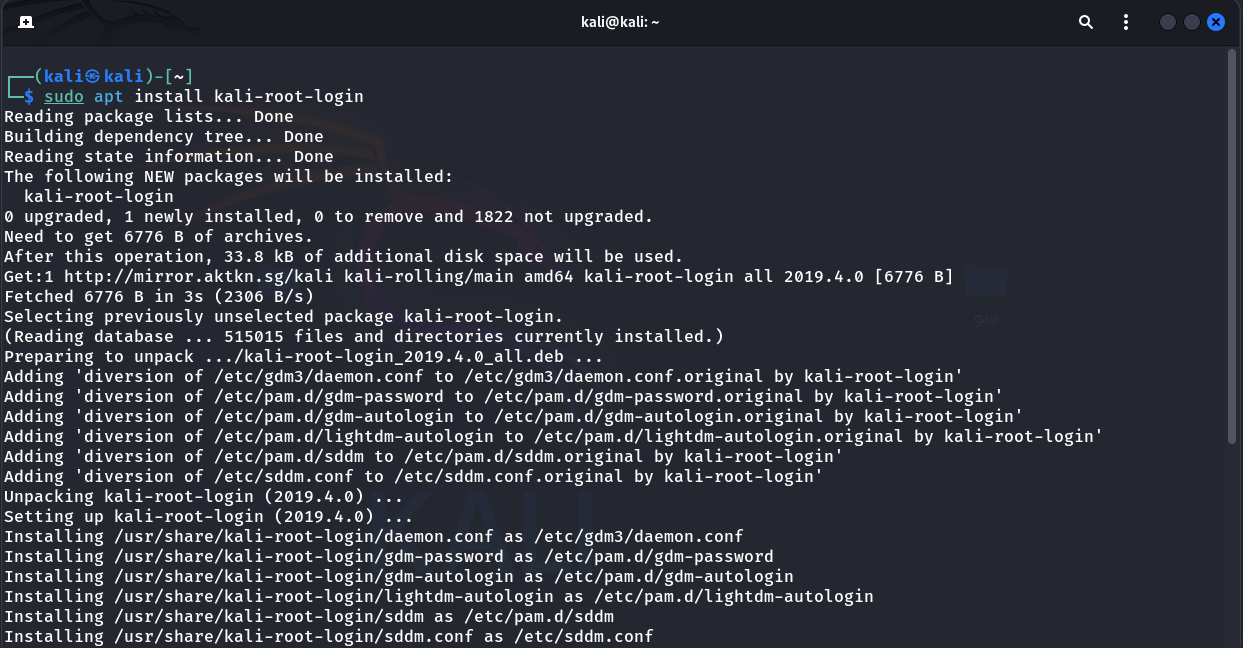 kali@kali: ~
┌──(kali㉿kali)-[~]
└─$ sudo apt install kali-root-login
Reading package lists... Done
Building dependency tree... Done
Reading state information... Done
The following NEW packages will be installed:
  kali-root-login
0 upgraded, 1 newly installed, 0 to remove and 1822 not upgraded.
Need to get 6776 B of archives.
After this operation, 33.8 kB of additional disk space will be used.
Get:1 http://mirror.aktkn.sg/kali kali-rolling/main amd64 kali-root-login all 2019.4.0 [6776 B]
Fetched 6776 B in 3s (2306 B/s)
Selecting previously unselected package kali-root-login.
gau
(Reading database ... 515015 files and directories currently installed.)
Preparing to unpack .../kali-root-login_2019.4.0_all.deb ...
Adding 'diversion of /etc/gdm3/daemon.conf to /etc/gdm3/daemon.conf.original by kali-root-login'
Adding 'diversion of /etc/pam.d/gdm-password to /etc/pam.d/gdm-password.original by kali-root-login'
Adding 'diversion of /etc/pam.d/gdm-autologin to /etc/pam.d/gdm-autologin.original by kali-root-login'
Adding 'diversion of /etc/pam.d/lightdm-autologin to /etc/pam.d/lightdm-autologin.original by kali-root-login'
Adding 'diversion of /etc/pam.d/sddm to /etc/pam.d/sddm.original by kali-root-login'
Adding 'diversion of /etc/sddm.conf to /etc/sddm.conf.original by kali-root-login'
Unpacking kali-root-login (2019.4.0) ...
Setting up kali-root-login (2019.4.0) ...
KALI
Installing /usr/share/kali-root-login/daemon.conf as /etc/gdm3/daemon.conf
Installing /usr/share/kali-root-login/gdm-password as /etc/pam.d/gdm-password
Installing /usr/share/kali-root-login/gdm-autologin as /etc/pam.d/gdm-autologin
Installing /usr/share/kali-root-login/lightdm-autologin as /etc/pam.d/lightdm-autologin
Installing /usr/share/kali-root-login/sddm as /etc/pam.d/sddm
Installing /usr/share/kali-root-login/sddm.conf as /etc/sddm.conf